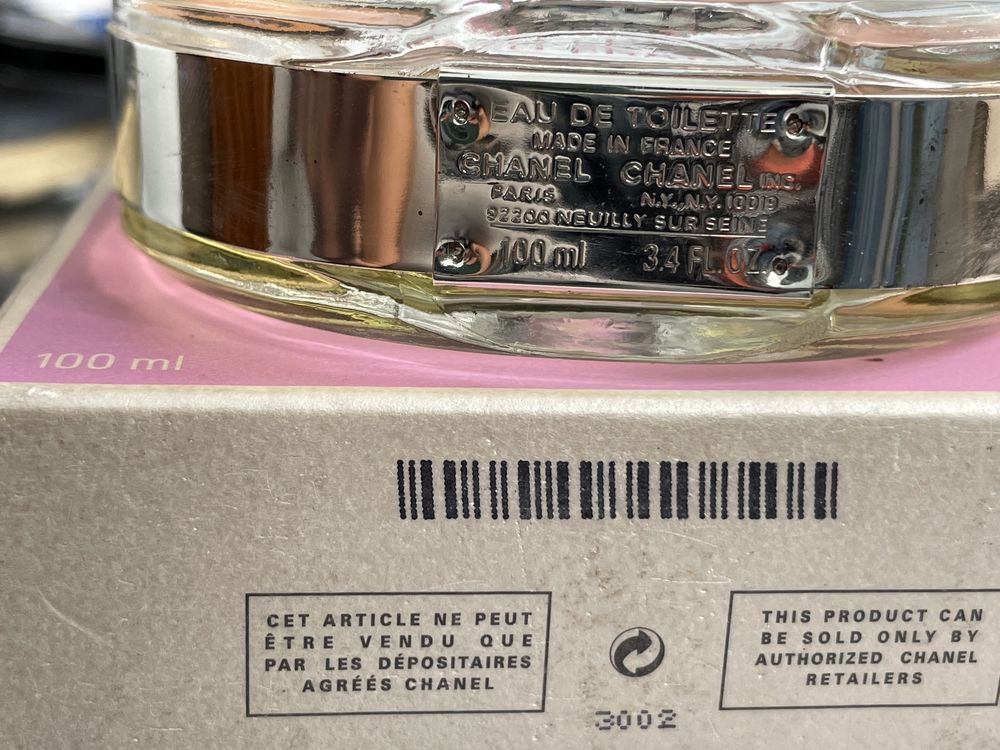 EAU DE TOILETTE
MADE IN FRANCE
CHANEL CHANEL INC.
PARIS N.Y., N.Y. 10019
92200 NEUILLY SUR SEINE
100 ml 3.4 FL. OZ.
100 ml
CET ARTICLE NE PEUT
ÊTRE VENDU QUE
PAR LES DÉPOSITAIRES
AGRÉÉS CHANEL
THIS PRODUCT CAN
BE SOLD ONLY BY
AUTHORIZED CHANEL
RETAILERS
3002